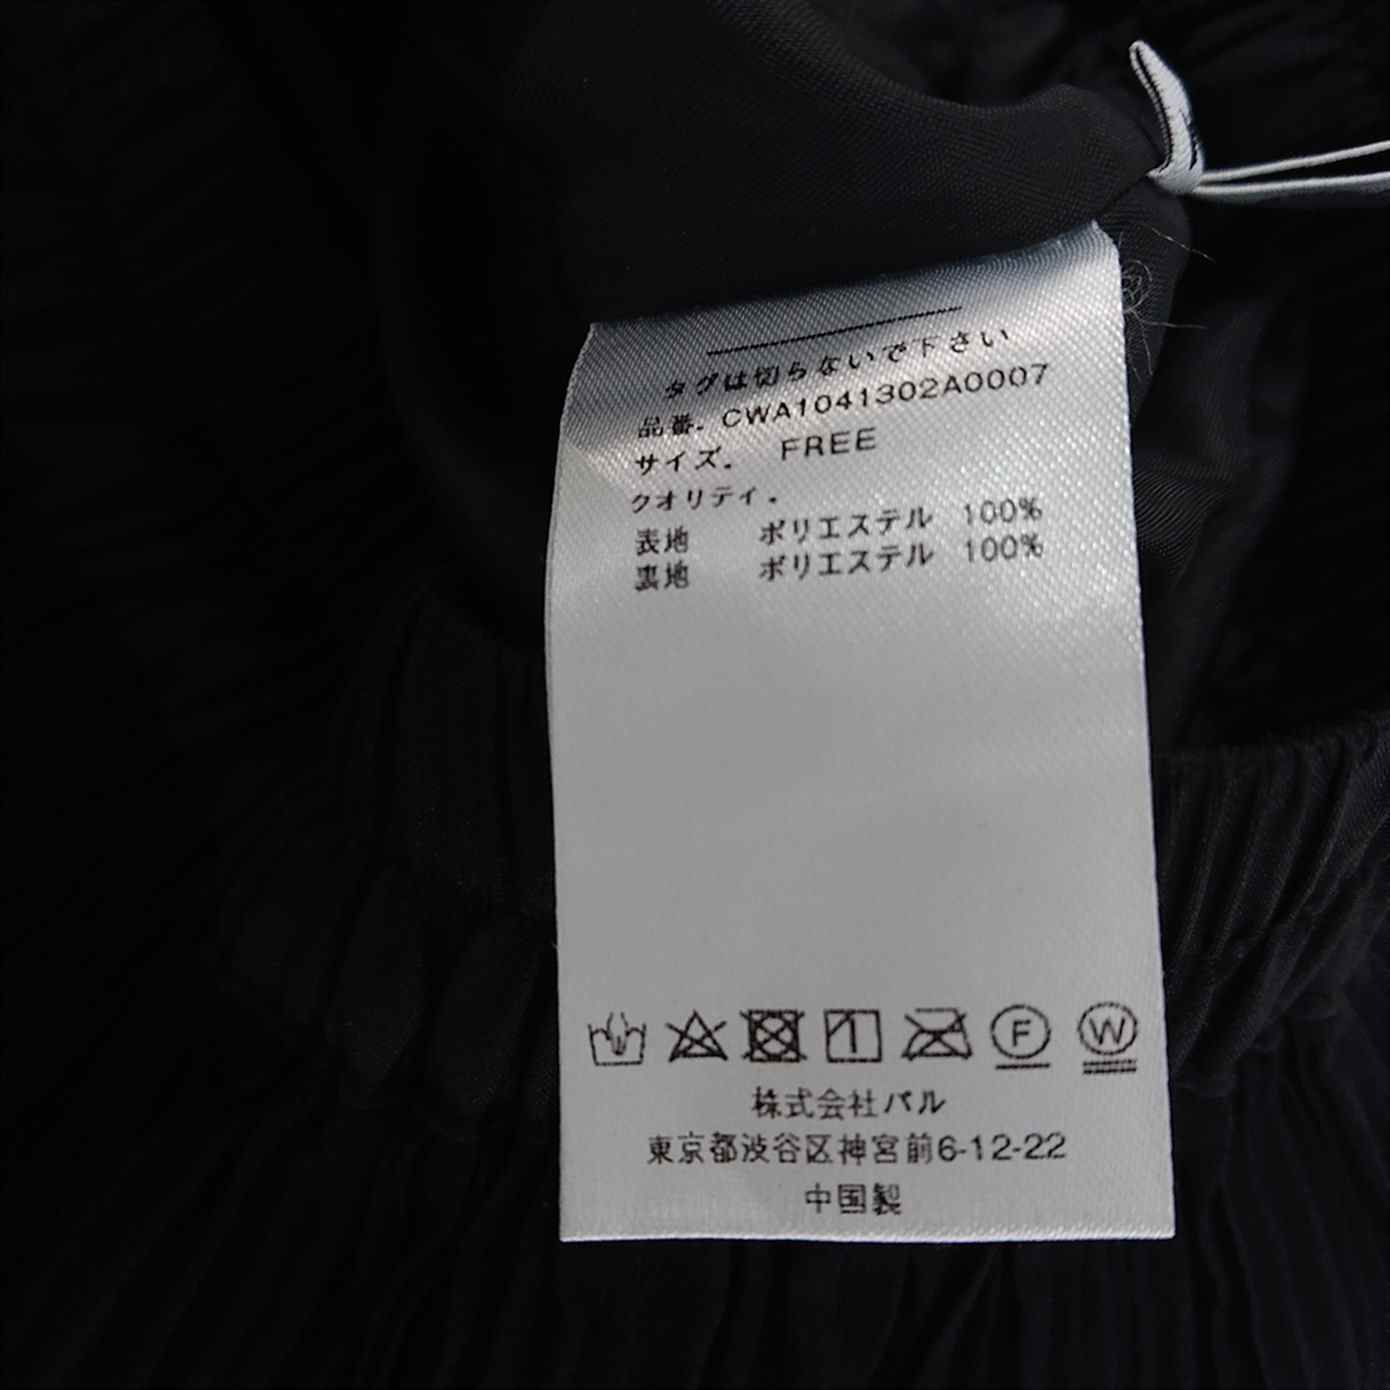 タグは切らないで下さい
品番. CWA1041302A0007
サイズ. FREE
クオリティ.
表地 ポリエステル 100%
裏地 ポリエステル 100%
F W
株式会社パル
東京都渋谷区神宮前6-12-22
中国製